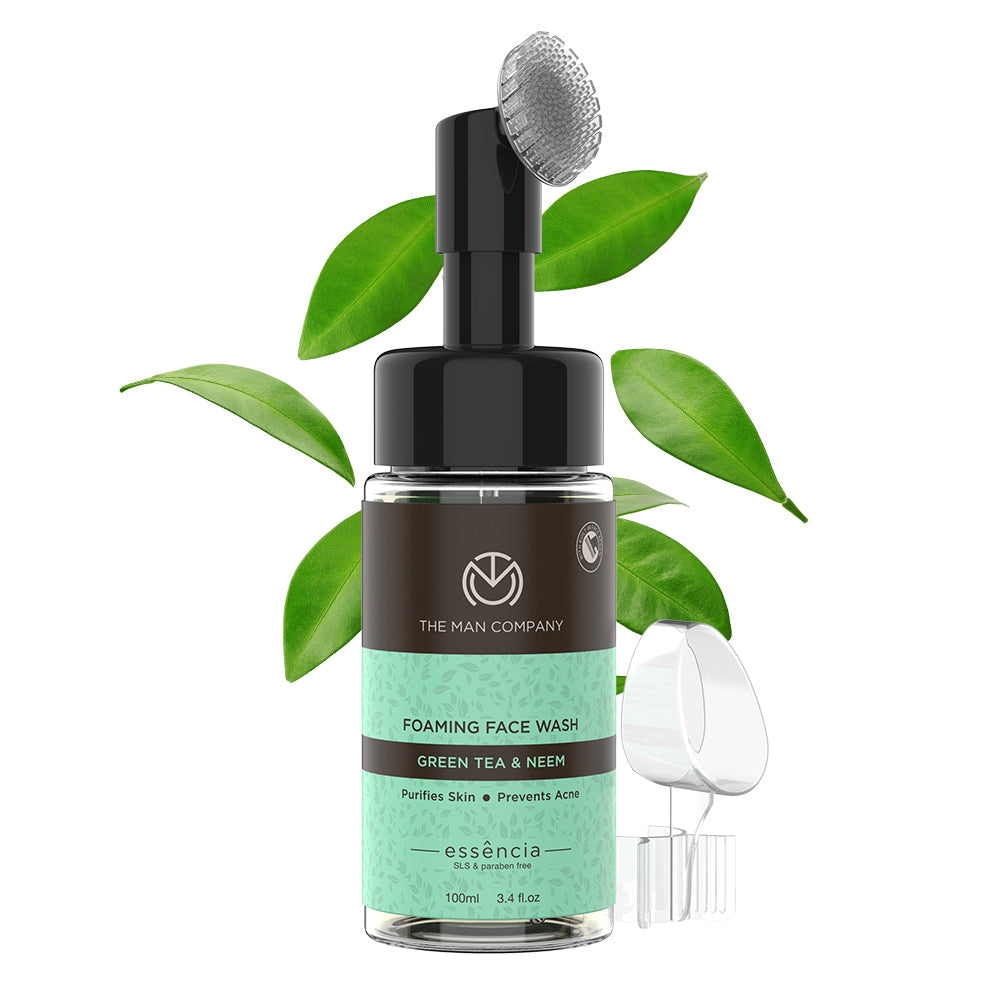 THE MAN COMPANY
FOAMING FACE WASH
GREEN TEA & NEEM
Purifies Skin • Prevents Acne
essência
SLS & paraben free
100ml 3.4 fl.oz